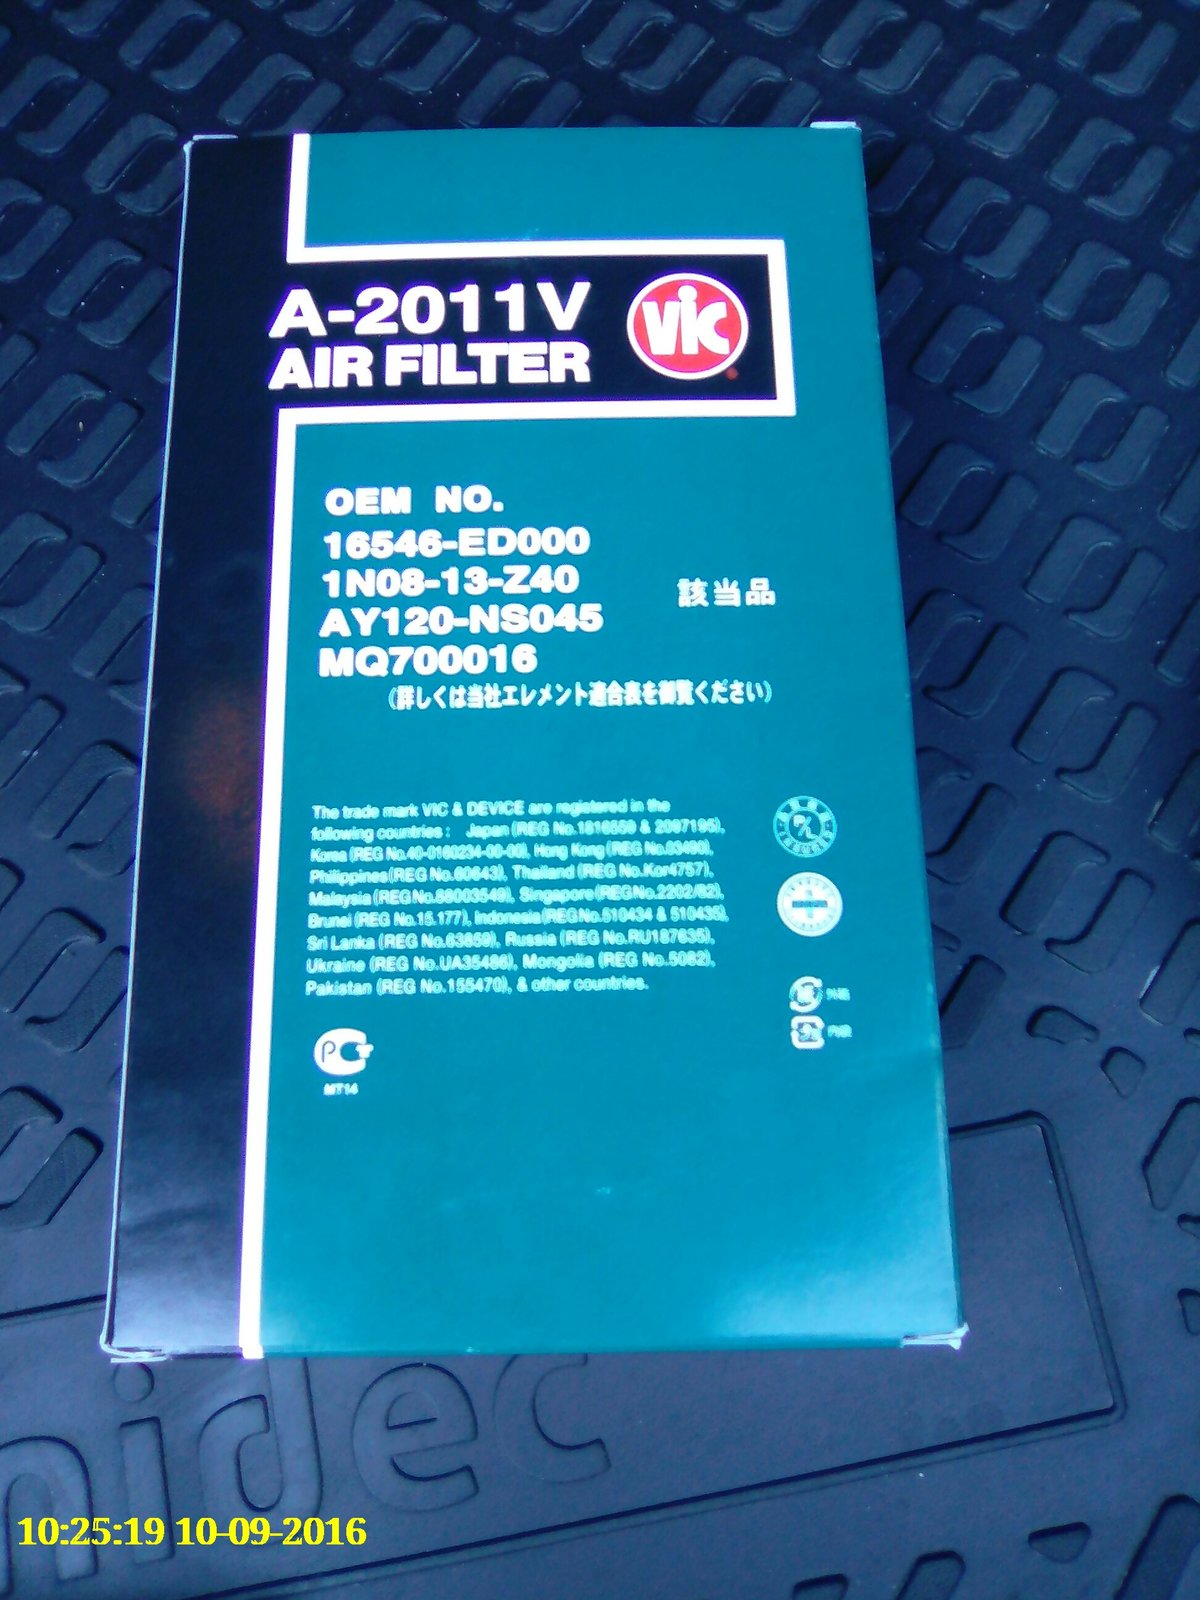 A-2011V
AIR FILTER
ViC
OEM NO.
16546-ED000
1N08-13-Z40
AY120-NS045
MQ700016
該当品
(詳しくは当社エレメント適合表を御覧ください)
The trade mark VIC & DEVICE are registered in the
following countries : Japan (REG No.1816559 & 2097195),
Korea (REG No.40-0160234-00-00), Hong Kong (REG No.03490),
Philippines(REG No.60643), Thailand (REG No.Kor4757),
Malaysia (REG No.88003549), Singapore(REG No.2202/82),
Brunei (REG No.15.177), Indonesia(REG No.510434 & 510435),
Sri Lanka (REG No.63859), Russia (REG No.RU187635),
Ukraine (REG No.UA35486), Mongolia (REG No.5082),
Pakistan (REG No.155470), & other countries.
外箱
PCT
MT14
nidec
10:25:19 10-09-2016